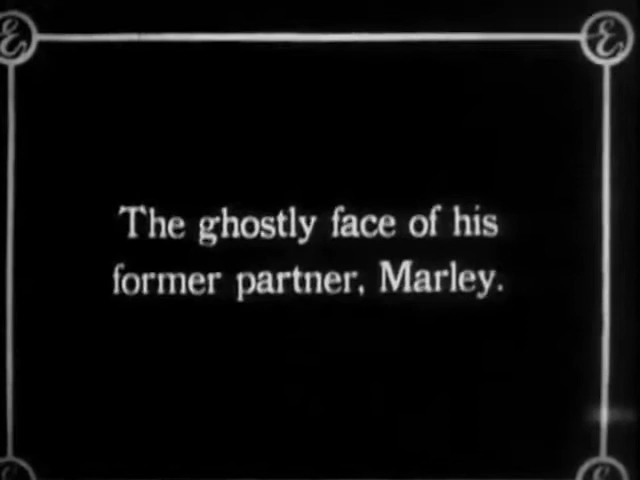 The ghostly face of his
former partner, Marley.